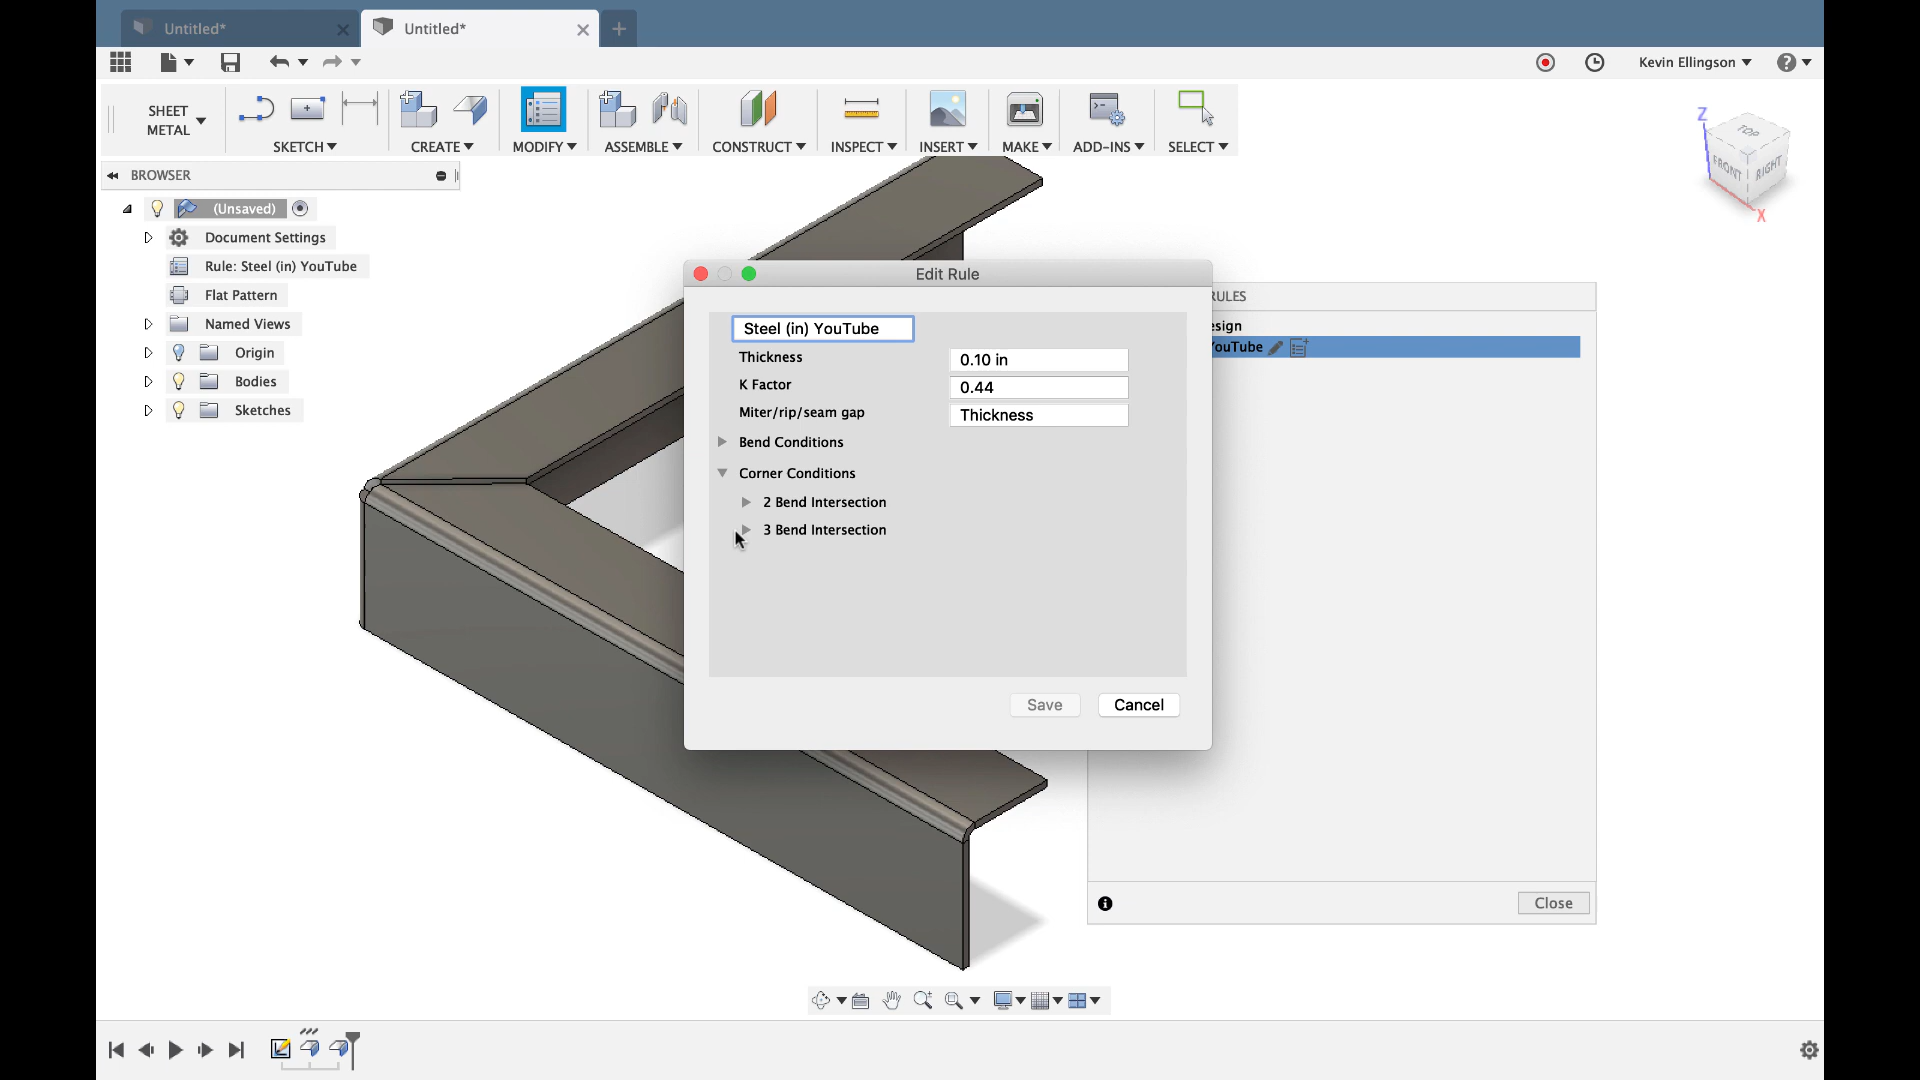 Untitled*
Untitled*
Kevin Ellingson
SHEET METAL
SKETCH
CREATE
MODIFY
ASSEMBLE
CONSTRUCT
INSPECT
INSERT
MAKE
ADD-INS
SELECT
Z
TOP
FRONT
RIGHT
X
BROWSER
(Unsaved)
Document Settings
Rule: Steel (in) YouTube
Flat Pattern
Named Views
Origin
Bodies
Sketches
Edit Rule
Steel (in) YouTube
Thickness 0.10 in
K Factor 0.44
Miter/rip/seam gap Thickness
Bend Conditions
Corner Conditions
2 Bend Intersection
3 Bend Intersection
Save Cancel
RULES
esign
YouTube
Close